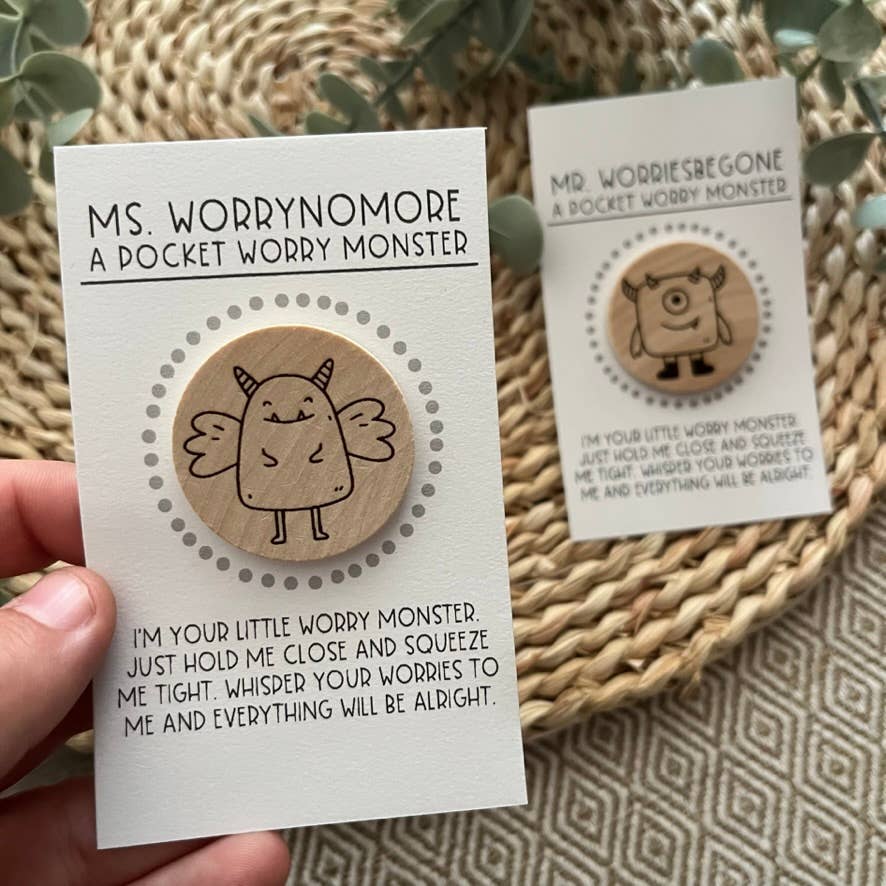 MS. WORRYNOMORE
A POCKET WORRY MONSTER
I'M YOUR LITTLE WORRY MONSTER.
JUST HOLD ME CLOSE AND SQUEEZE
ME TIGHT. WHISPER YOUR WORRIES TO
ME AND EVERYTHING WILL BE ALRIGHT.
MR. WORRIESBEGONE
A POCKET WORRY MONSTER
I'M YOUR LITTLE WORRY MONSTER.
JUST HOLD ME CLOSE AND SQUEEZE
ME TIGHT. WHISPER YOUR WORRIES TO
ME AND EVERYTHING WILL BE ALRIGHT.